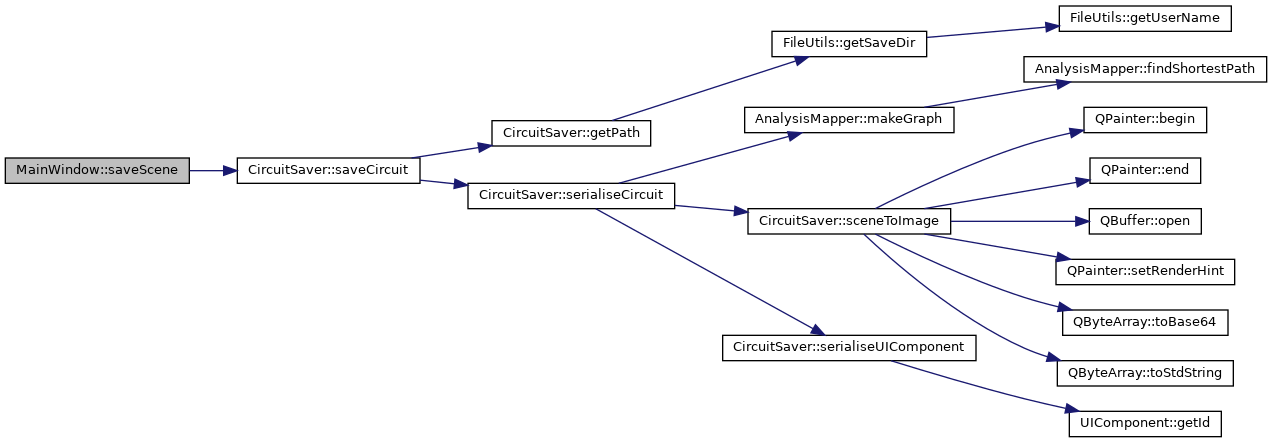 MainWindow::saveScene
CircuitSaver::saveCircuit
CircuitSaver::getPath
FileUtils::getSaveDir
FileUtils::getUserName
CircuitSaver::serialiseCircuit
AnalysisMapper::makeGraph
AnalysisMapper::findShortestPath
CircuitSaver::sceneToImage
QPainter::begin
QPainter::end
QBuffer::open
QPainter::setRenderHint
QByteArray::toBase64
QByteArray::toStdString
CircuitSaver::serialiseUIComponent
UIComponent::getId